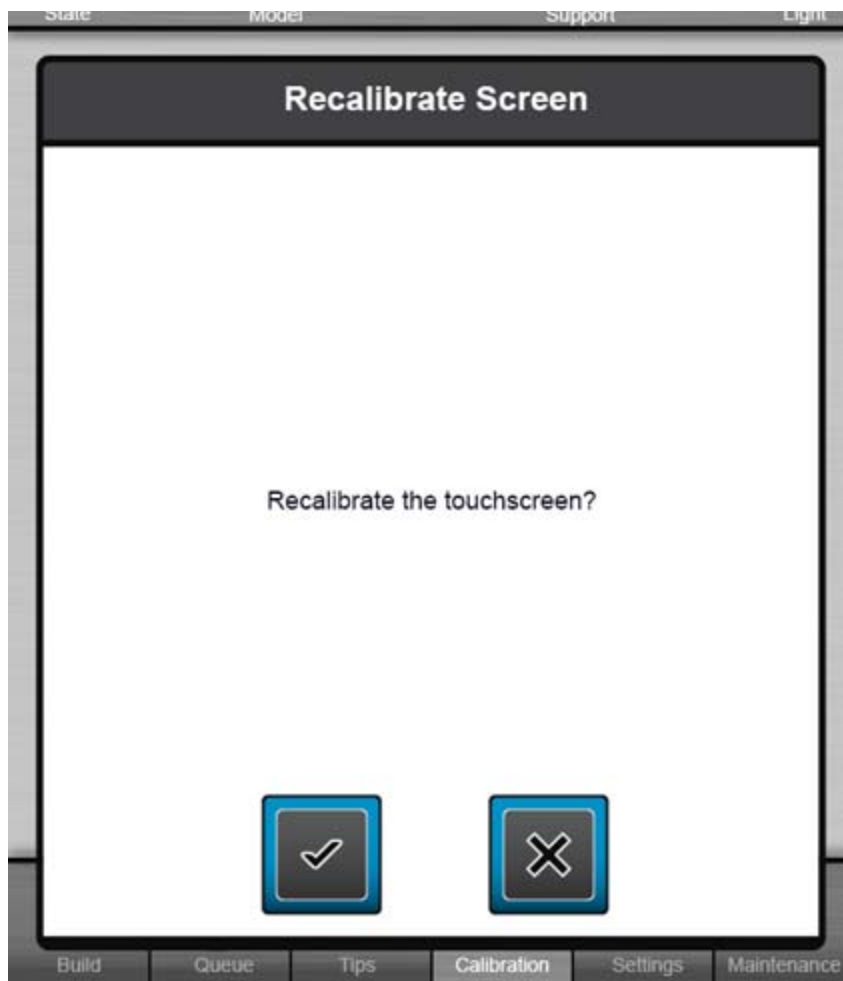 State Model Support Light
Recalibrate Screen
Recalibrate the touchscreen?
Build Queue Tips Calibration Settings Maintenance